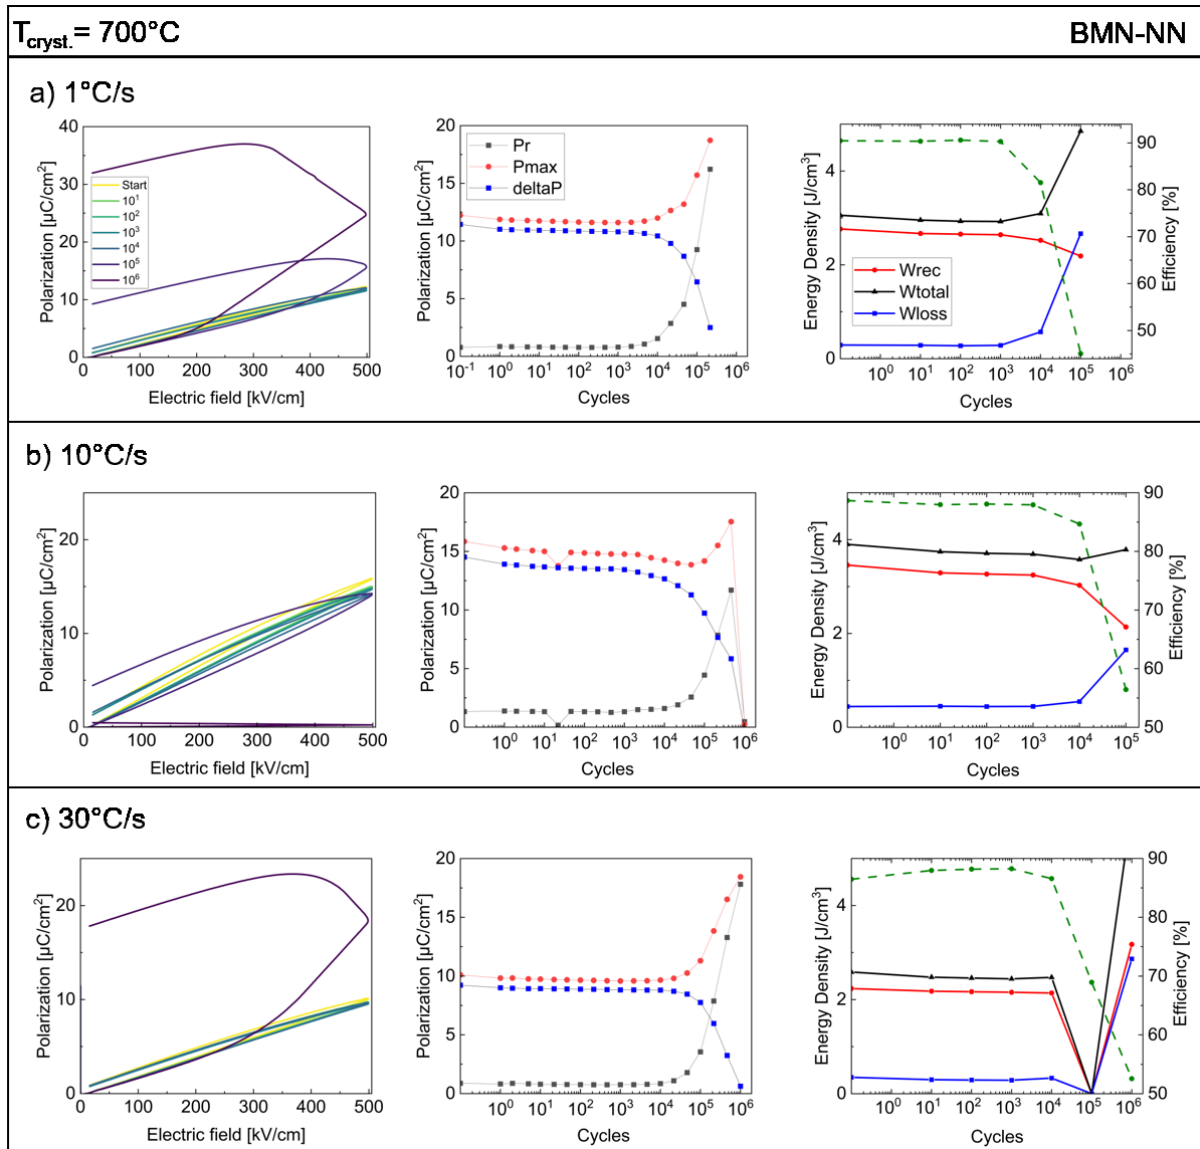 T_cryst. = 700°C
BMN-NN
a) 1°C/s
Polarization [µC/cm²]
40
30
20
10
0
Start
10¹
10²
10³
10⁴
10⁵
10⁶
0 100 200 300 400 500
Electric field [kV/cm]
Polarization [µC/cm²]
20
15
10
5
0
Pr
Pmax
deltaP
10⁻¹ 10⁰ 10¹ 10² 10³ 10⁴ 10⁵ 10⁶
Cycles
Energy Density [J/cm³]
4
2
0
Wrec
Wtotal
Wloss
90
80
70
60
50
Efficiency [%]
10⁰ 10¹ 10² 10³ 10⁴ 10⁵ 10⁶
Cycles
b) 10°C/s
Polarization [µC/cm²]
20
10
0
0 100 200 300 400 500
Electric field [kV/cm]
Polarization [µC/cm²]
20
15
10
5
0
10⁰ 10¹ 10² 10³ 10⁴ 10⁵ 10⁶
Cycles
Energy Density [J/cm³]
4
2
0
90
80
70
60
50
Efficiency [%]
10⁰ 10¹ 10² 10³ 10⁴ 10⁵
Cycles
c) 30°C/s
Polarization [µC/cm²]
20
10
0
0 100 200 300 400 500
Electric field [kV/cm]
Polarization [µC/cm²]
20
15
10
5
0
10⁰ 10¹ 10² 10³ 10⁴ 10⁵ 10⁶
Cycles
Energy Density [J/cm³]
4
2
0
90
80
70
60
50
Efficiency [%]
10⁰ 10¹ 10² 10³ 10⁴ 10⁵ 10⁶
Cycles